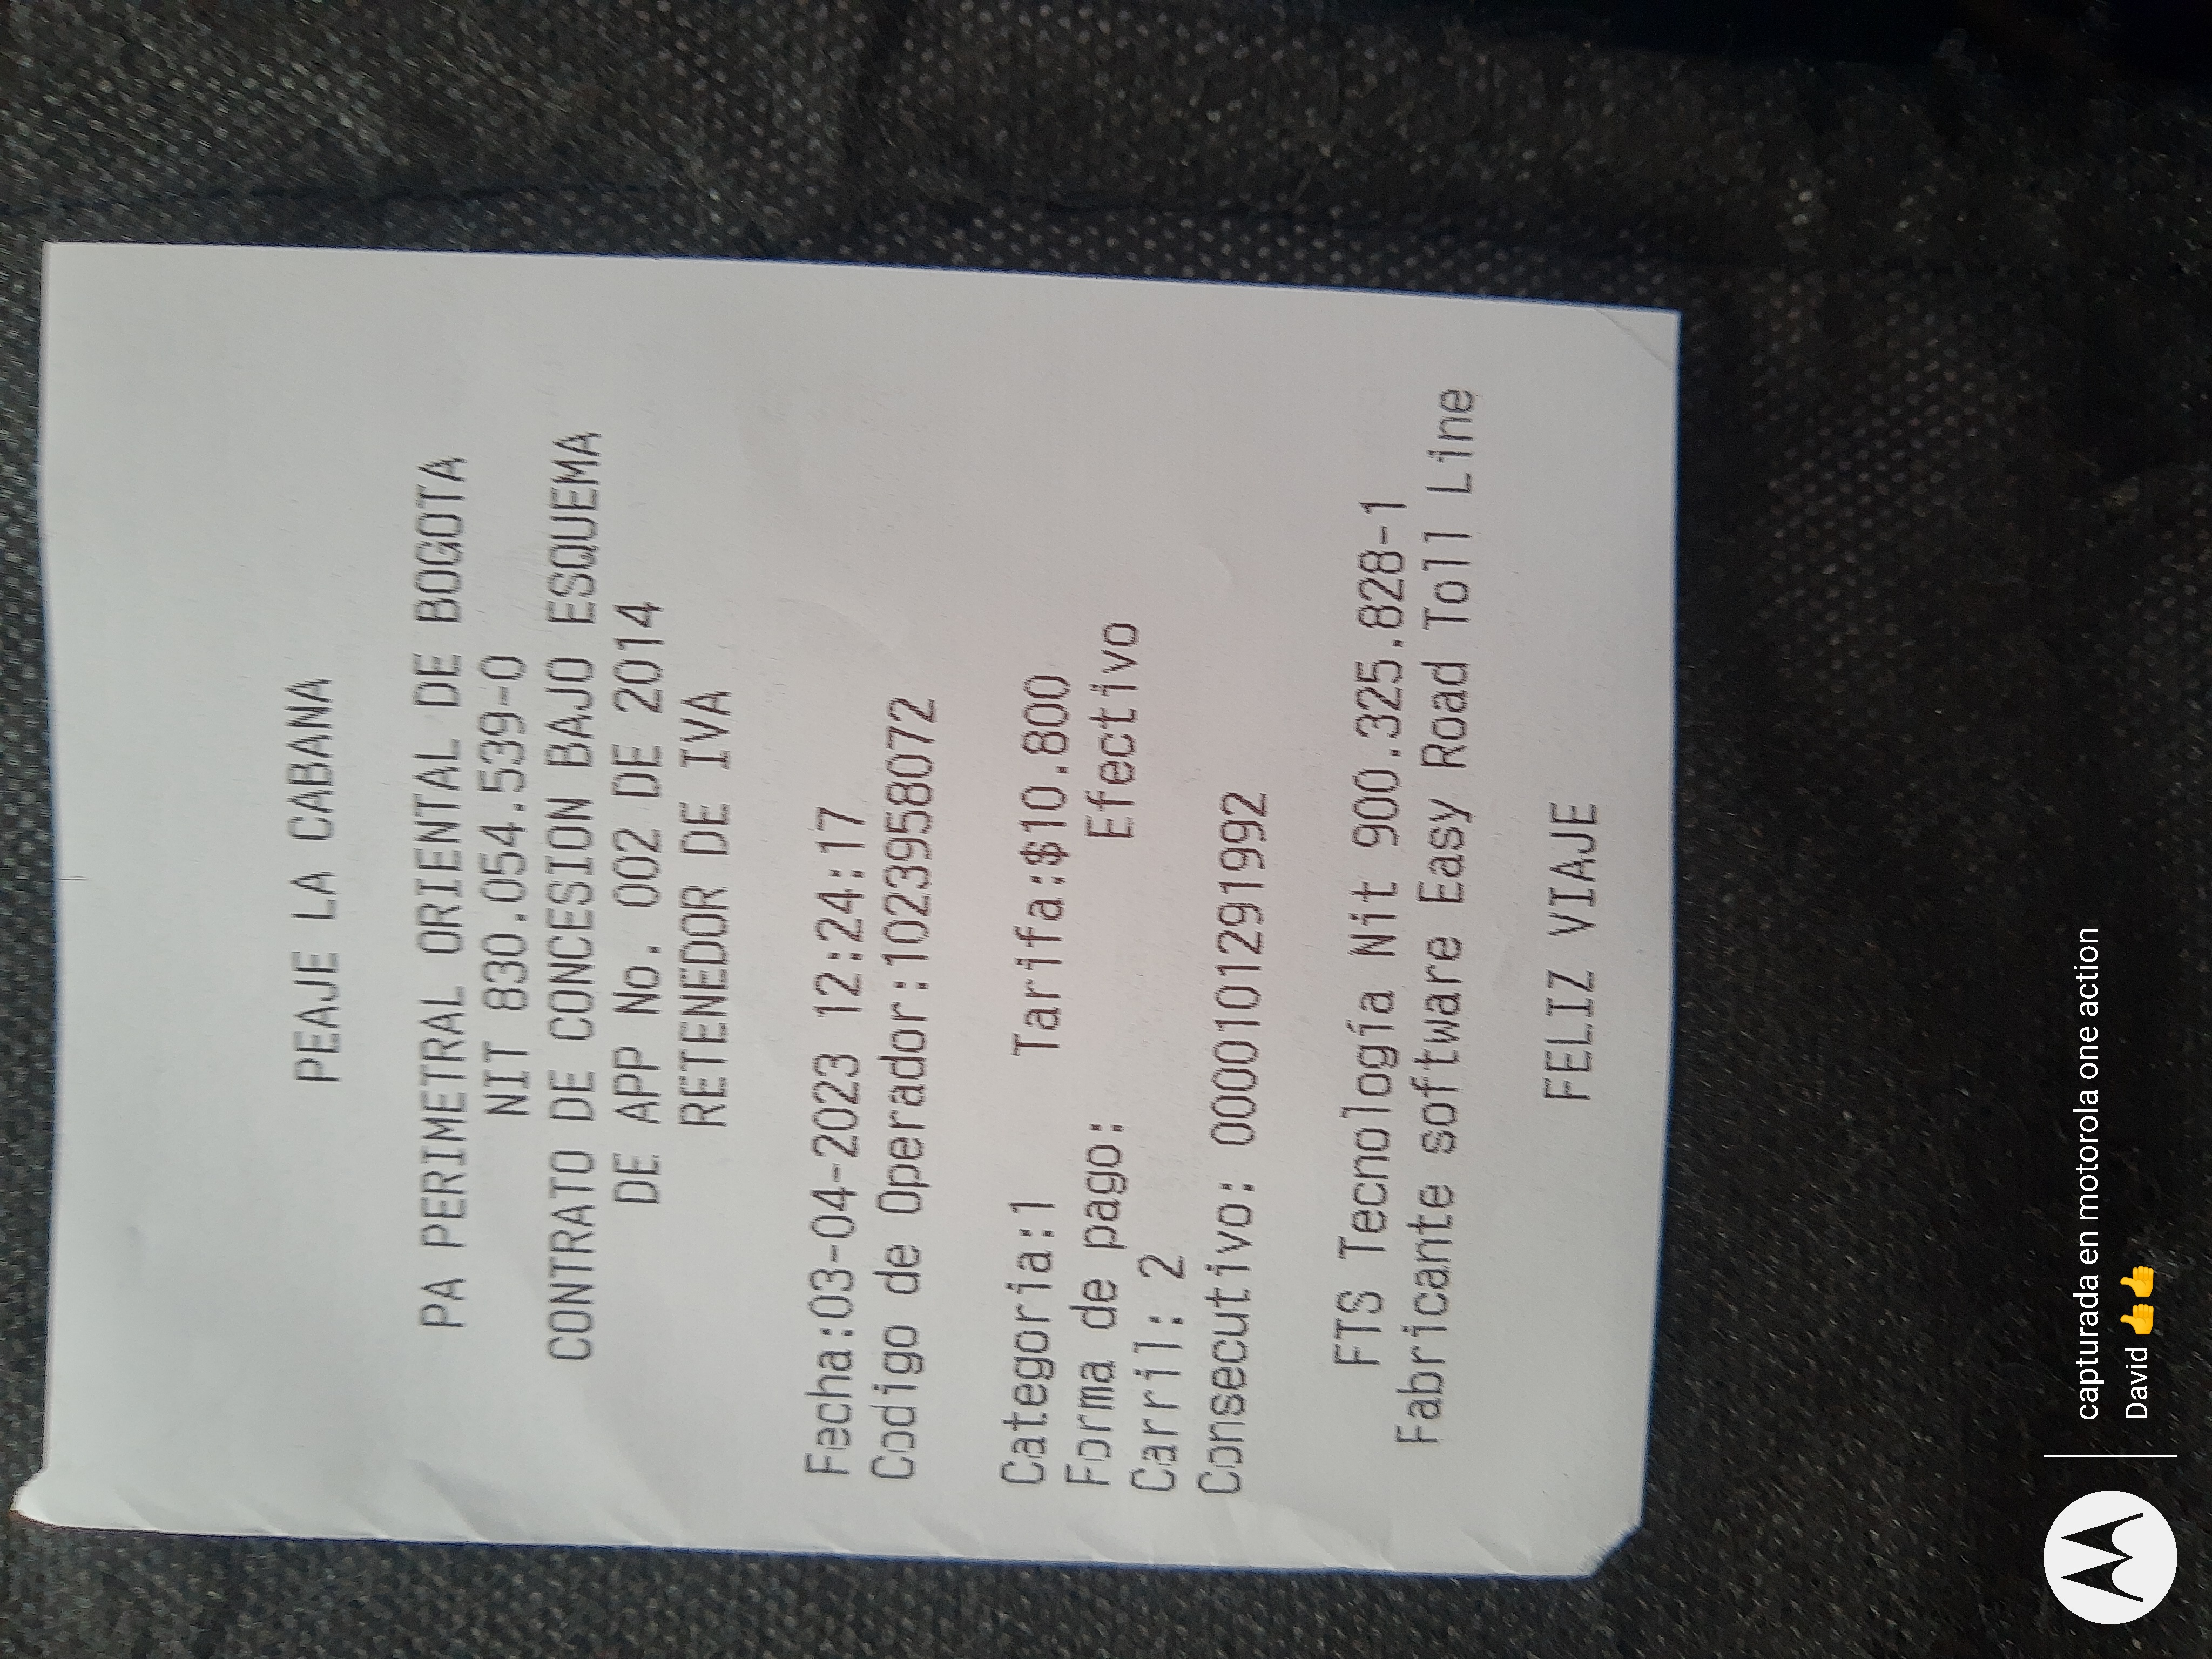 PEAJE LA CABANA
PA PERIMETRAL ORIENTAL DE BOGOTA
NIT 830.054.539-0
CONTRATO DE CONCESION BAJO ESQUEMA
DE APP No. 002 DE 2014
RETENEDOR DE IVA
Fecha:03-04-2023 12:24:17
Codigo de Operador:1023958072
Categoria:1 Tarifa:$10.800
Forma de pago: Efectivo
Carril: 2
Consecutivo: 0000101291992
FTS Tecnología Nit 900.325.828-1
Fabricante software Easy Road Toll Line
FELIZ VIAJE
capturada en motorola one action
David 👍👍